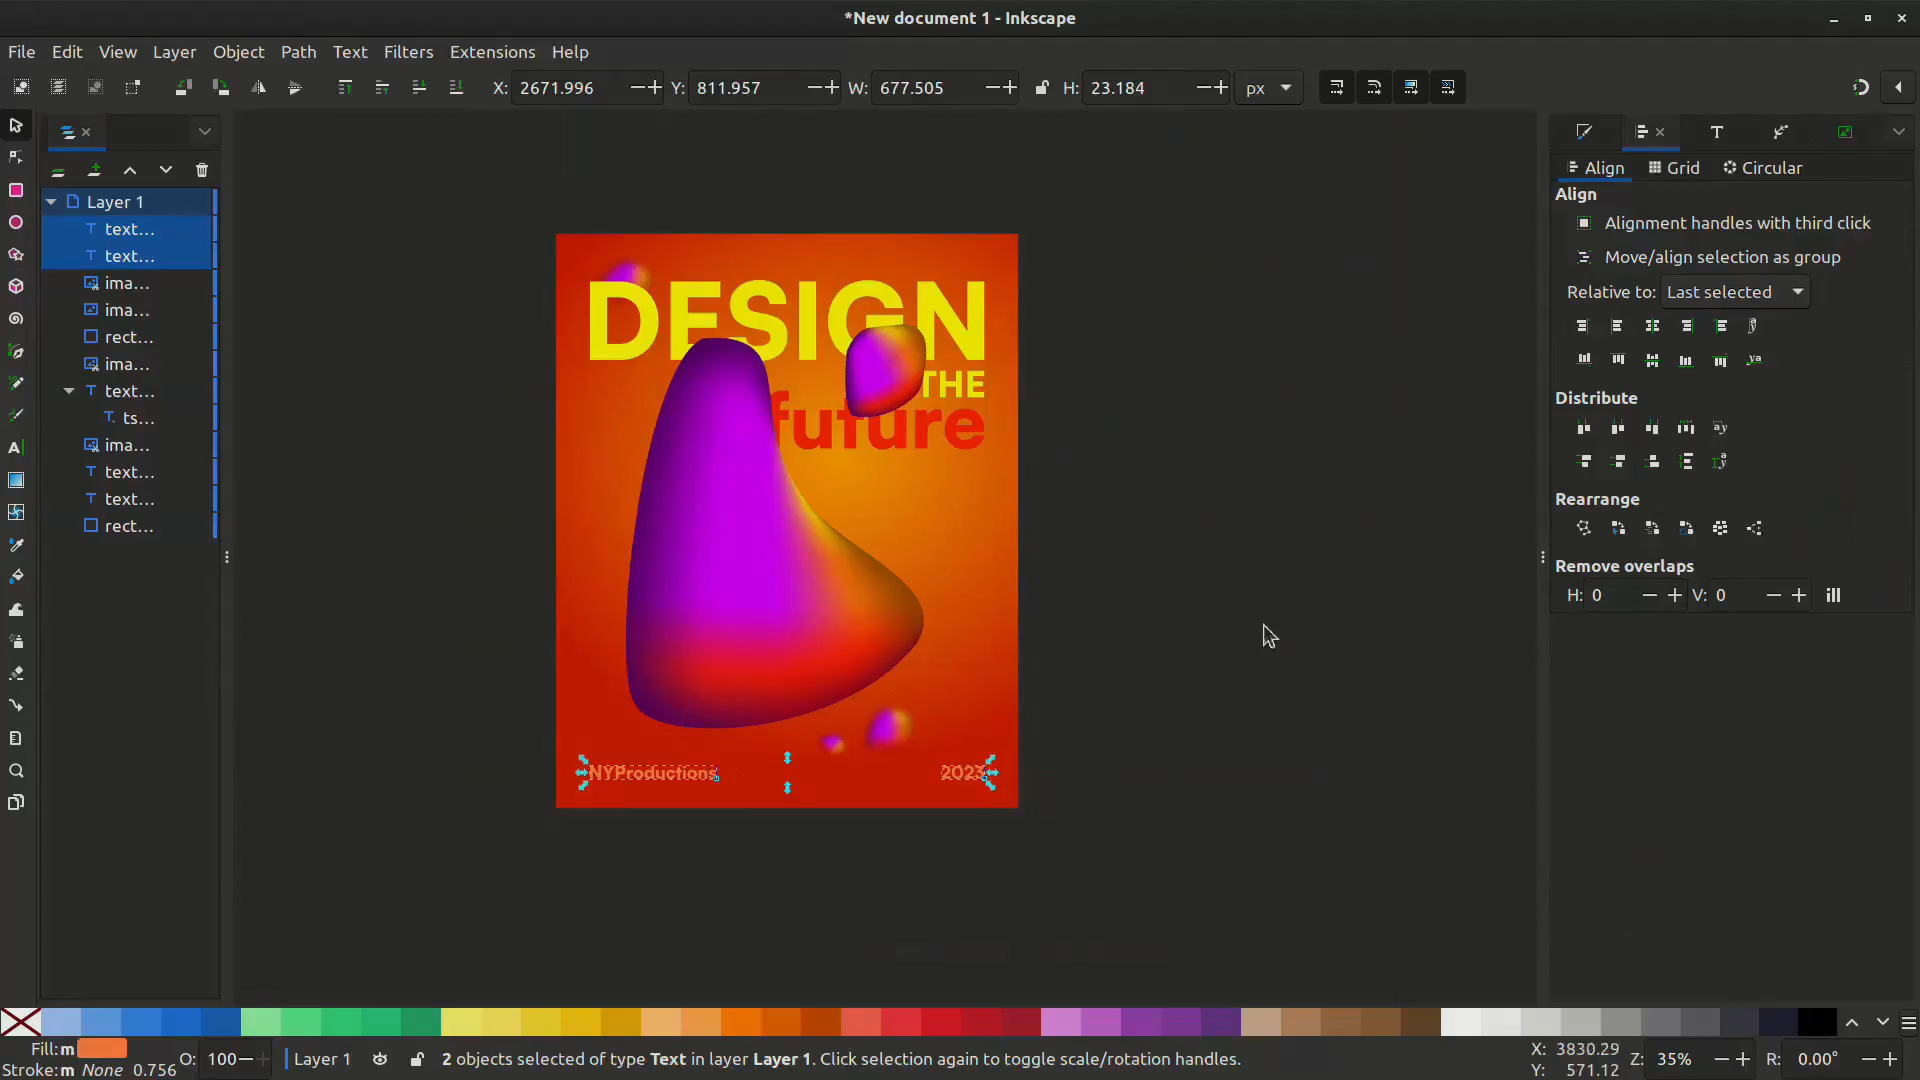 *New document 1 - Inkscape
File Edit View Layer Object Path Text Filters Extensions Help
X: 2671.996 Y: 811.957 W: 677.505 H: 23.184 px
Align Grid Circular
Align
Alignment handles with third click
Move/align selection as group
Relative to: Last selected
Distribute
Rearrange
Remove overlaps
H: 0 V: 0
Layer 1
text...
text...
ima...
ima...
rect...
ima...
text...
ts...
ima...
text...
text...
rect...
DESIGN
THE
future
NYProductions 2023
Fill: m O: 100 Layer 1 2 objects selected of type Text in layer Layer 1. Click selection again to toggle scale/rotation handles. X: 3830.29 Z: 35% R: 0.00°
Stroke: m None 0.756 Y: 571.12